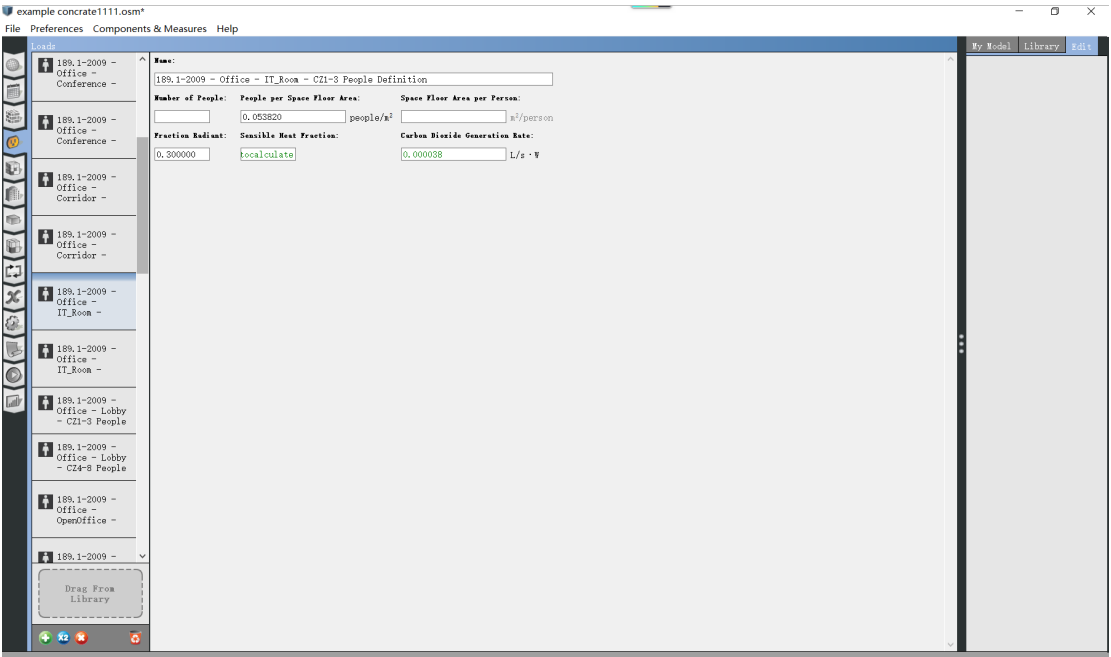 example concrate1111.osm*
File Preferences Components & Measures Help
Loads
My Model Library Edit
189.1-2009 -
Office -
Conference -
189.1-2009 -
Office -
Conference -
189.1-2009 -
Office -
Corridor -
189.1-2009 -
Office -
Corridor -
189.1-2009 -
Office -
IT_Room -
189.1-2009 -
Office -
IT_Room -
189.1-2009 -
Office - Lobby
- CZ1-3 People
189.1-2009 -
Office - Lobby
- CZ4-8 People
189.1-2009 -
Office -
OpenOffice -
189.1-2009 -
Drag From
Library
x2
Name:
189.1-2009 - Office - IT_Room - CZ1-3 People Definition
Number of People: People per Space Floor Area: Space Floor Area per Person:
0.053820 people/m² m²/person
Fraction Radiant: Sensible Heat Fraction: Carbon Dioxide Generation Rate:
0.300000 tocalculate 0.000038 L/s·W